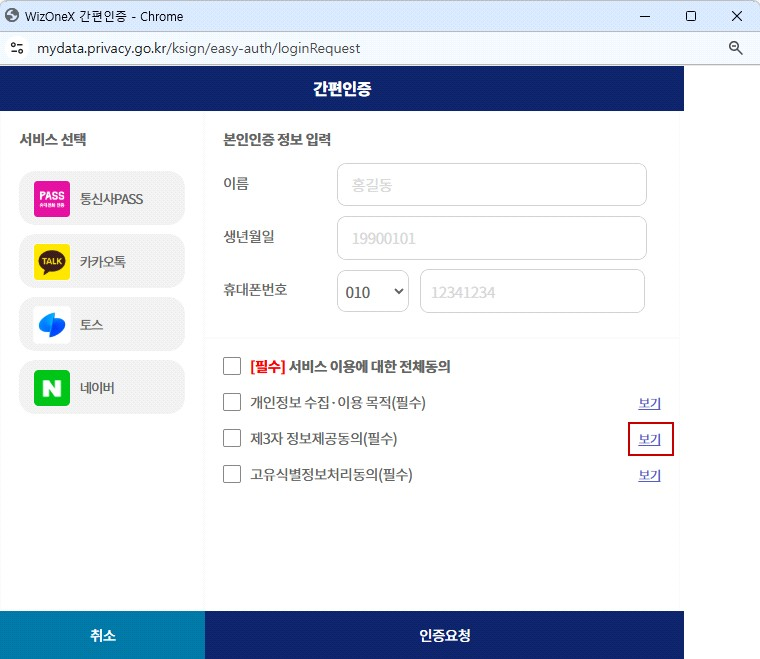 WizOneX 간편인증 - Chrome
mydata.privacy.go.kr/ksign/easy-auth/loginRequest
간편인증
서비스 선택
PASS
통신사PASS
TALK
카카오톡
토스
N
네이버
본인인증 정보 입력
이름
홍길동
생년월일
19900101
휴대폰번호
010
12341234
[필수] 서비스 이용에 대한 전체동의
개인정보 수집·이용 목적(필수) 보기
제3자 정보제공동의(필수) 보기
고유식별정보처리동의(필수) 보기
취소
인증요청